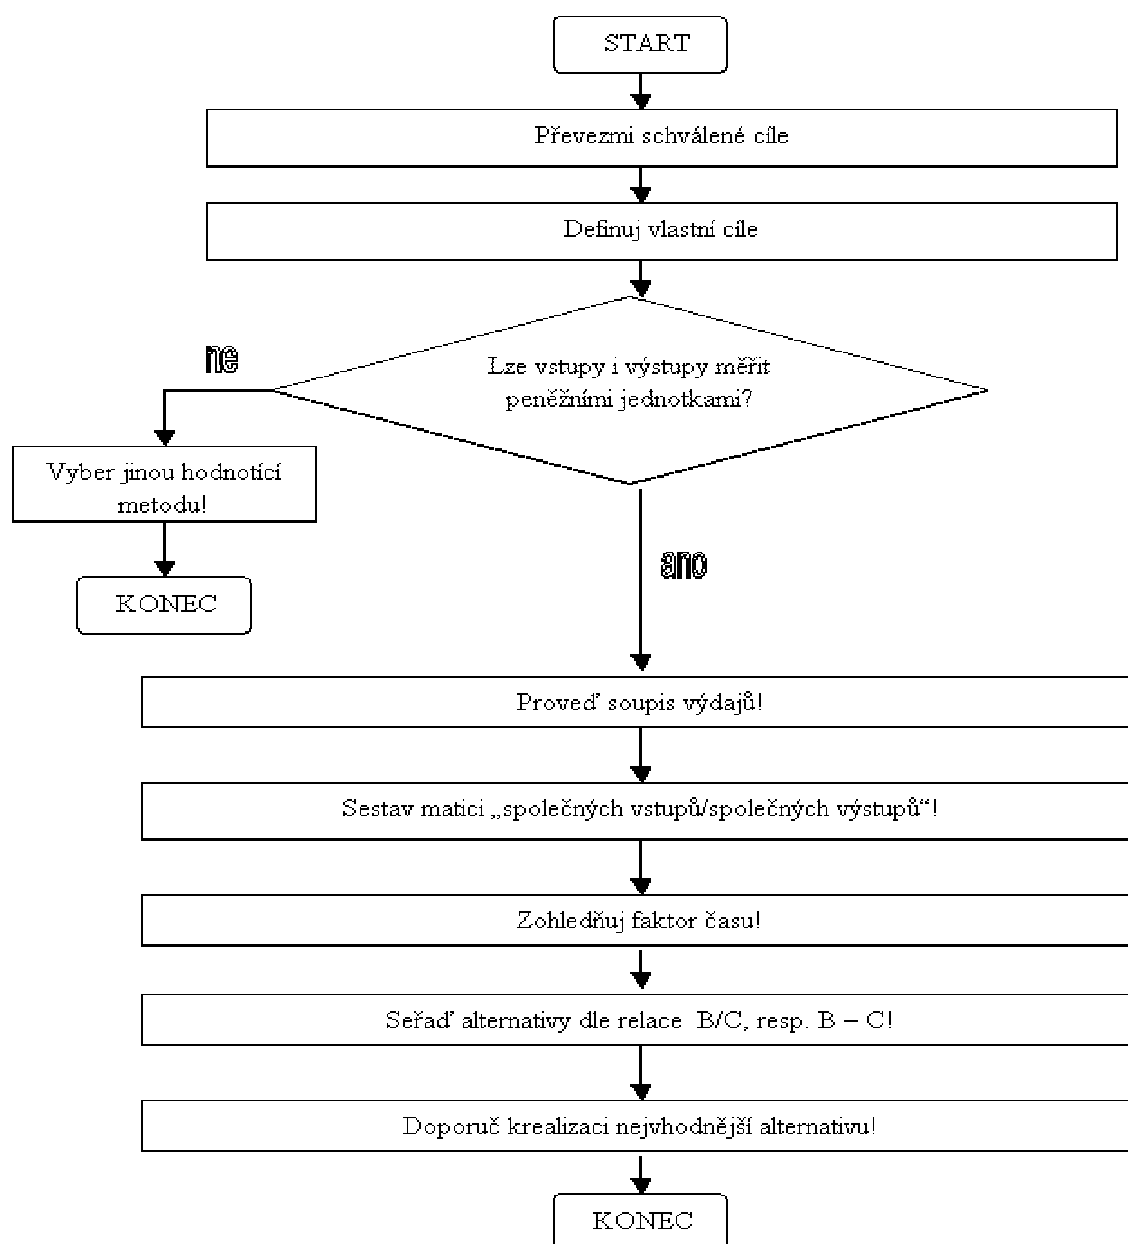 START
Převezmi schválené cíle
Definuj vlastní cíle
Lze vstupy i výstupy měřit
peněžními jednotkami?
ne
Vyber jinou hodnotící
metodu!
KONEC
ano
Proveď soupis výdajů!
Sestav matici „společných vstupů/společných výstupů“!
Zohledňuj faktor času!
Seřaď alternativy dle relace B/C, resp. B – C!
Doporuč krealizaci nejvhodnější alternativu!
KONEC